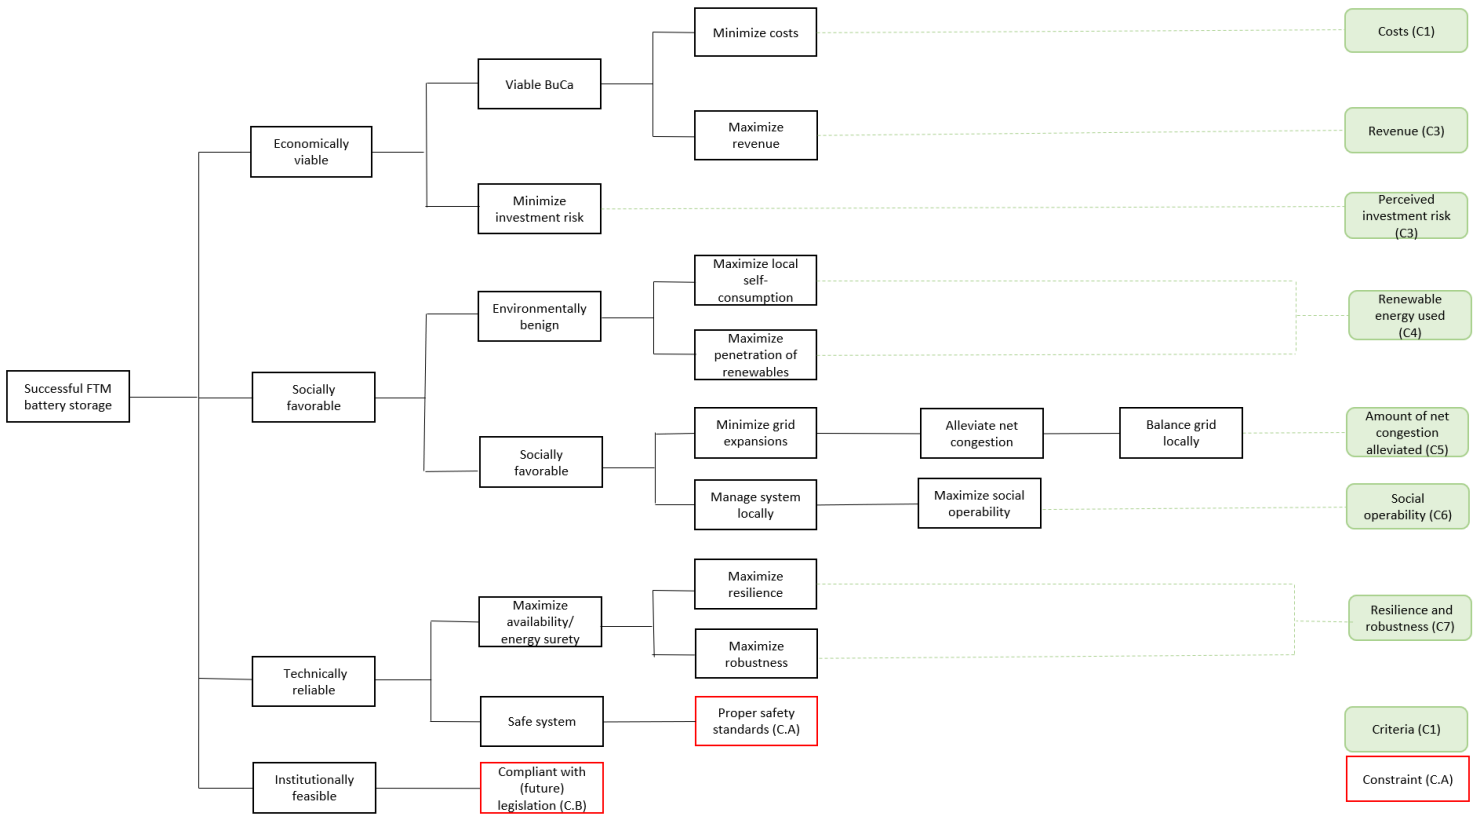 Minimize costs
Costs (C1)
Viable BuCa
Maximize
revenue
Revenue (C3)
Economically
viable
Minimize
investment risk
Perceived
investment risk
(C3)
Maximize local
self-
consumption
Environmentally
benign
Renewable
energy used
(C4)
Maximize
penetration of
renewables
Successful FTM
battery storage
Socially
favorable
Minimize grid
expansions
Alleviate net
congestion
Balance grid
locally
Amount of net
congestion
alleviated (C5)
Socially
favorable
Manage system
locally
Maximize social
operability
Social
operability (C6)
Maximize
resilience
Maximize
availability/
energy surety
Resilience and
robustness (C7)
Maximize
robustness
Technically
reliable
Safe system
Proper safety
standards (C.A)
Criteria (C1)
Institutionally
feasible
Compliant with
(future)
legislation (C.B)
Constraint (C.A)